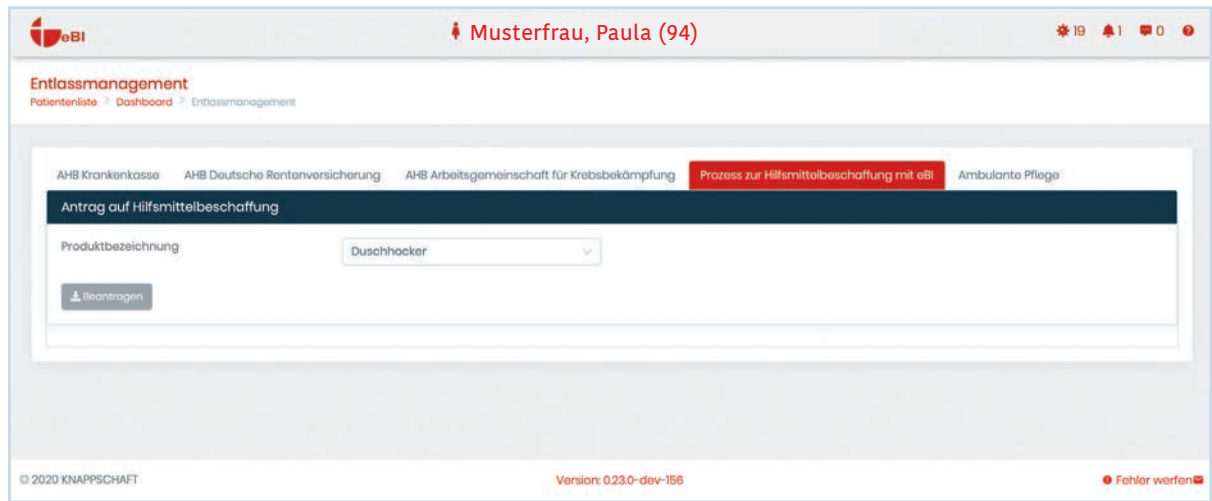 eBI
Musterfrau, Paula (94)
19 1 0
Entlassmanagement
Patientenliste > Dashboard > Entlassmanagement
AHB Krankenkasse AHB Deutsche Rentenversicherung AHB Arbeitsgemeinschaft für Krebsbekämpfung Prozess zur Hilfsmittelbeschaffung mit eBI Ambulante Pflege
Antrag auf Hilfsmittelbeschaffung
Produktbezeichnung Duschhocker
Beantragen
© 2020 KNAPPSCHAFT Version: 0.23.0-dev-156 Fehler werfen